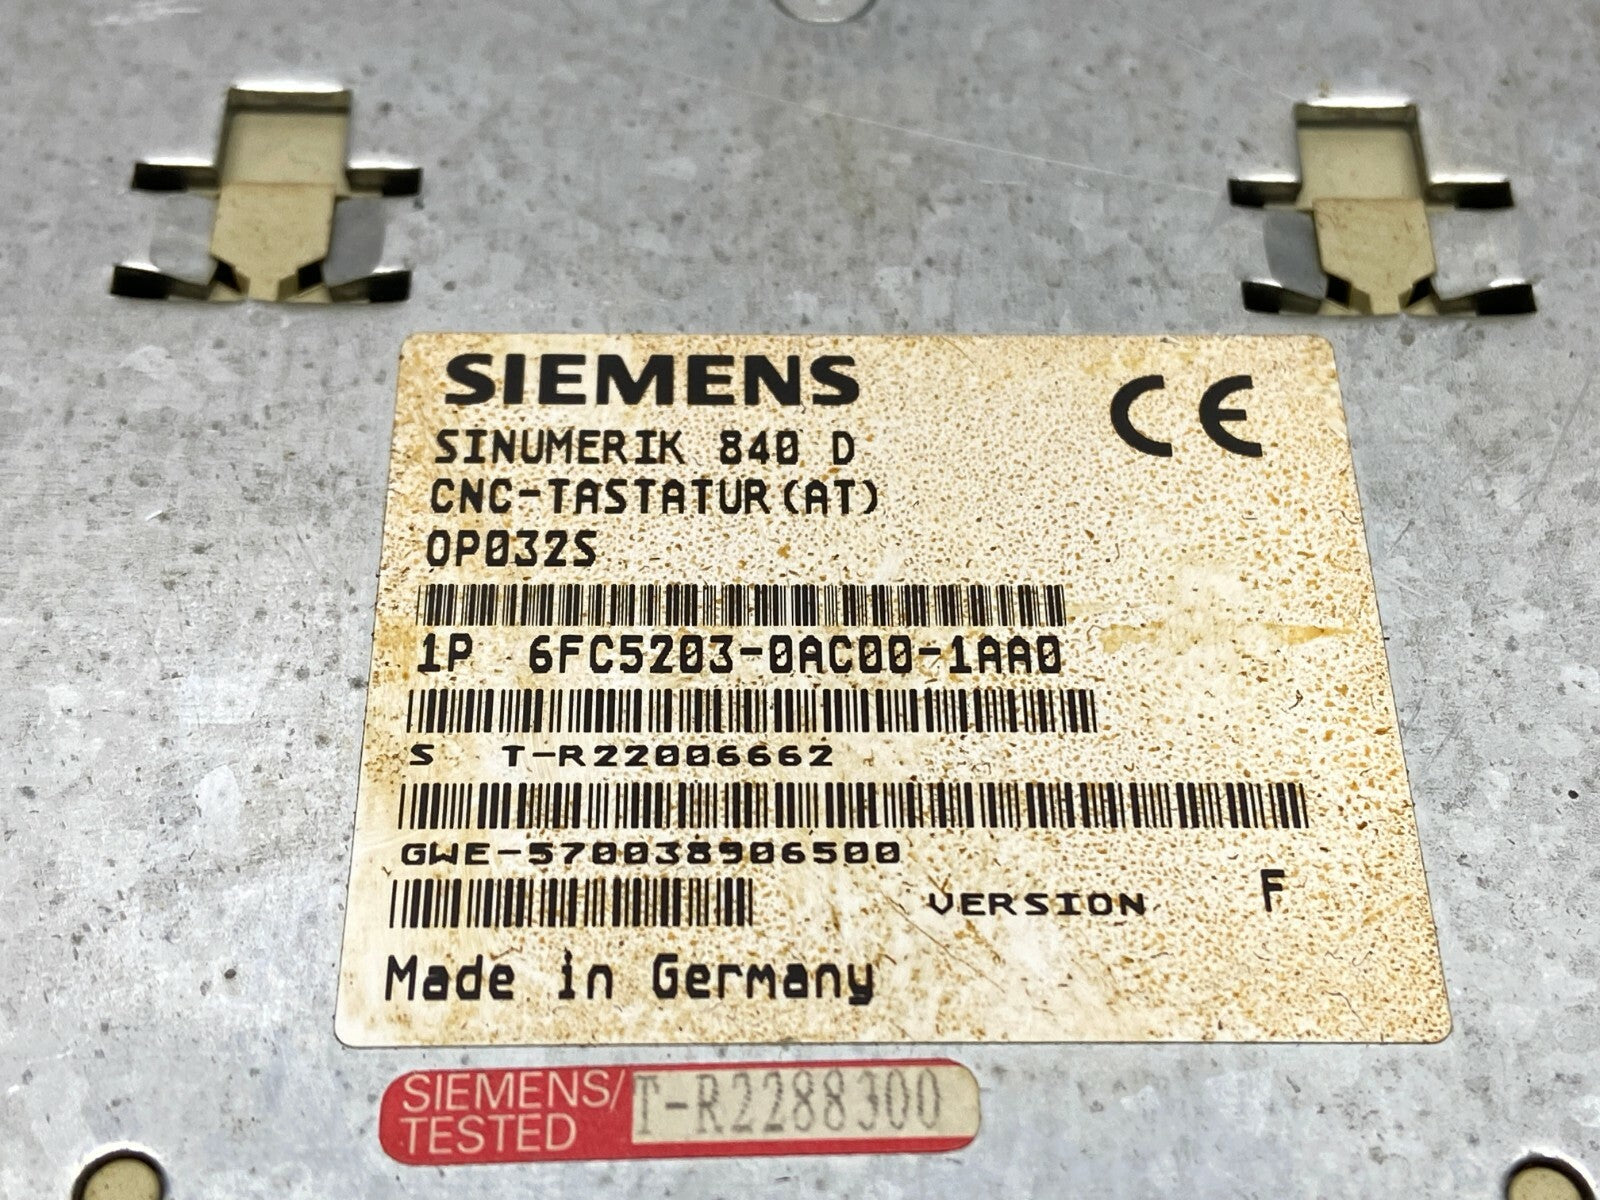 SIEMENS
CE
SINUMERIK 840 D
CNC-TASTATUR(AT)
OP032S
1P 6FC5203-0AC00-1AA0
S T-R22006662
GWE-570038906500
VERSION F
Made in Germany
SIEMENS/
TESTED
T-R2288300